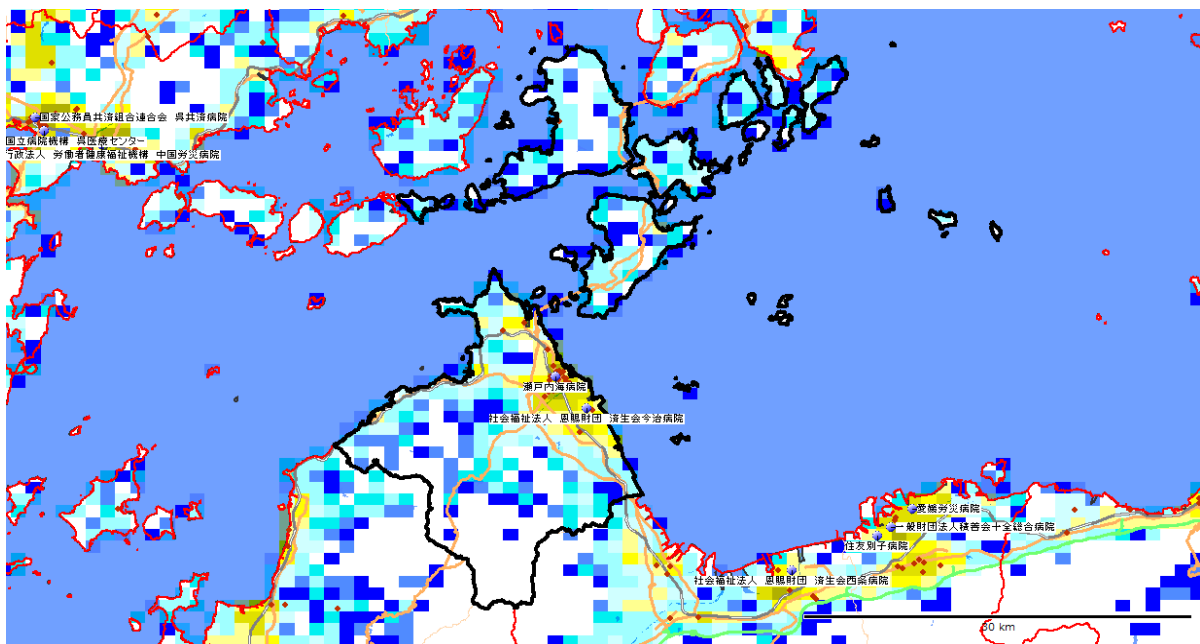 国家公務員共済組合連合会 呉共済病院
国立病院機構 呉医療センター
行政法人 労働者健康福祉機構 中国労災病院
瀬戸内海病院
社会福祉法人 恩賜財団 済生会今治病院
愛媛労災病院
一般財団法人積善会十全総合病院
住友別子病院
社会福祉法人 恩賜財団 済生会西条病院
30 km